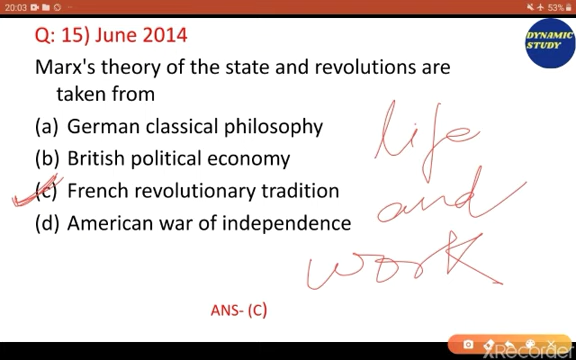 20:03
53%
Q: 15) June 2014
DYNAMIC
STUDY
Marx's theory of the state and revolutions are
taken from
(a) German classical philosophy
(b) British political economy
(c) French revolutionary tradition
(d) American war of independence
life
and
work
ANS- (C)
XRECORDER